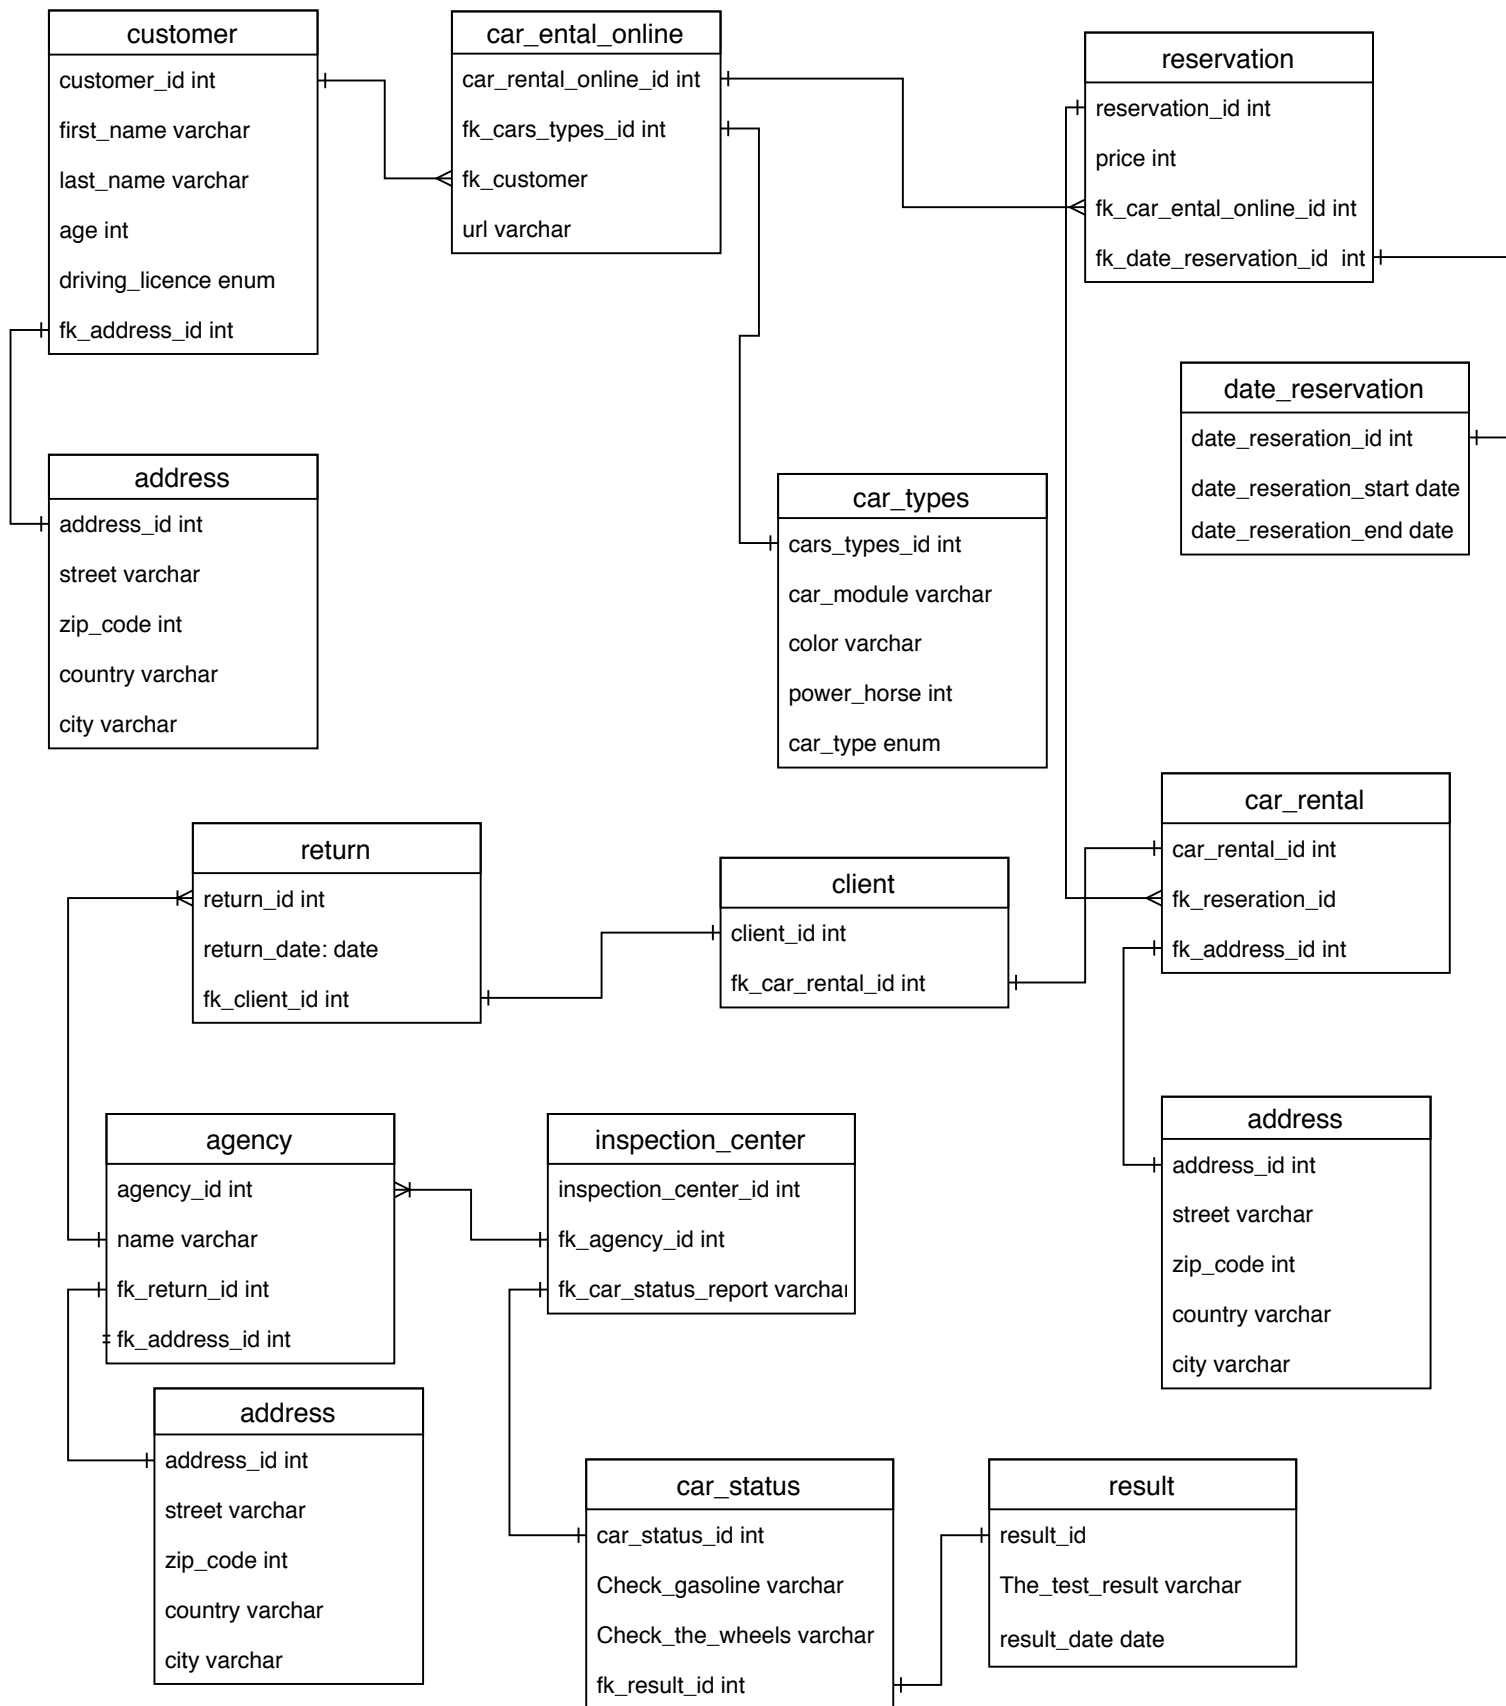 customer
customer_id int
first_name varchar
last_name varchar
age int
driving_licence enum
fk_address_id int
car_ental_online
car_rental_online_id int
fk_cars_types_id int
fk_customer
url varchar
reservation
reservation_id int
price int
fk_car_ental_online_id int
fk_date_reservation_id int
date_reservation
date_reseration_id int
date_reseration_start date
date_reseration_end date
address
address_id int
street varchar
zip_code int
country varchar
city varchar
car_types
cars_types_id int
car_module varchar
color varchar
power_horse int
car_type enum
car_rental
car_rental_id int
fk_reseration_id
fk_address_id int
return
return_id int
return_date: date
fk_client_id int
client
client_id int
fk_car_rental_id int
agency
agency_id int
name varchar
fk_return_id int
fk_address_id int
inspection_center
inspection_center_id int
fk_agency_id int
fk_car_status_report varchar
address
address_id int
street varchar
zip_code int
country varchar
city varchar
address
address_id int
street varchar
zip_code int
country varchar
city varchar
car_status
car_status_id int
Check_gasoline varchar
Check_the_wheels varchar
fk_result_id int
result
result_id
The_test_result varchar
result_date date